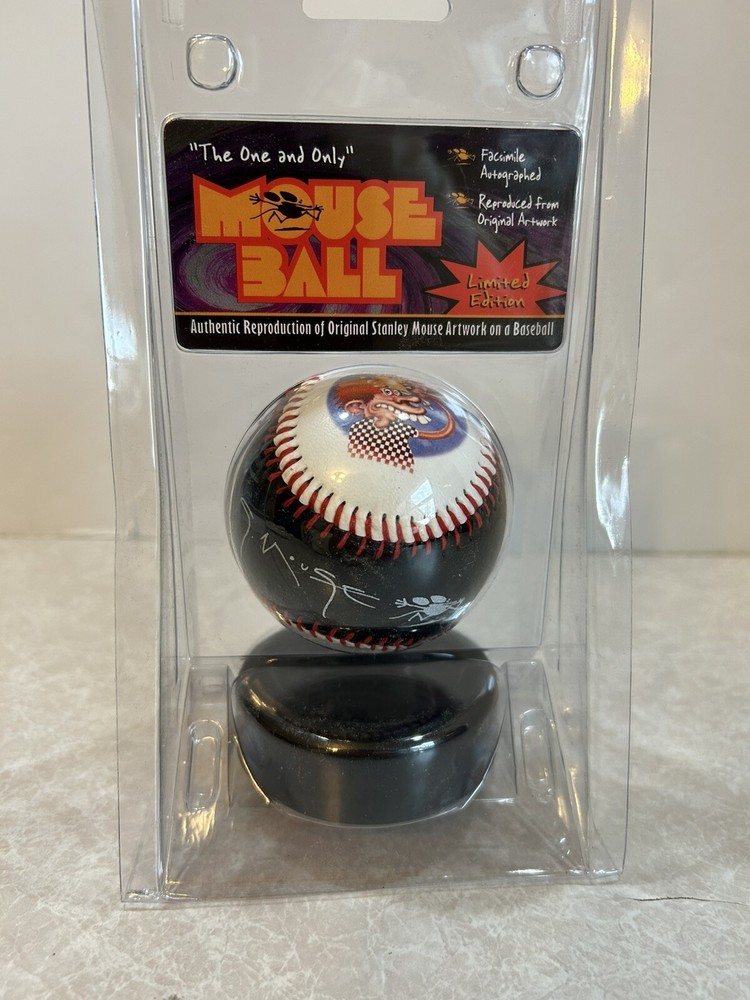 "The One and Only"
MOUSE
BALL
Facsimile
Autographed
Reproduced from
Original Artwork
Limited
Edition
Authentic Reproduction of Original Stanley Mouse Artwork on a Baseball
Mouse